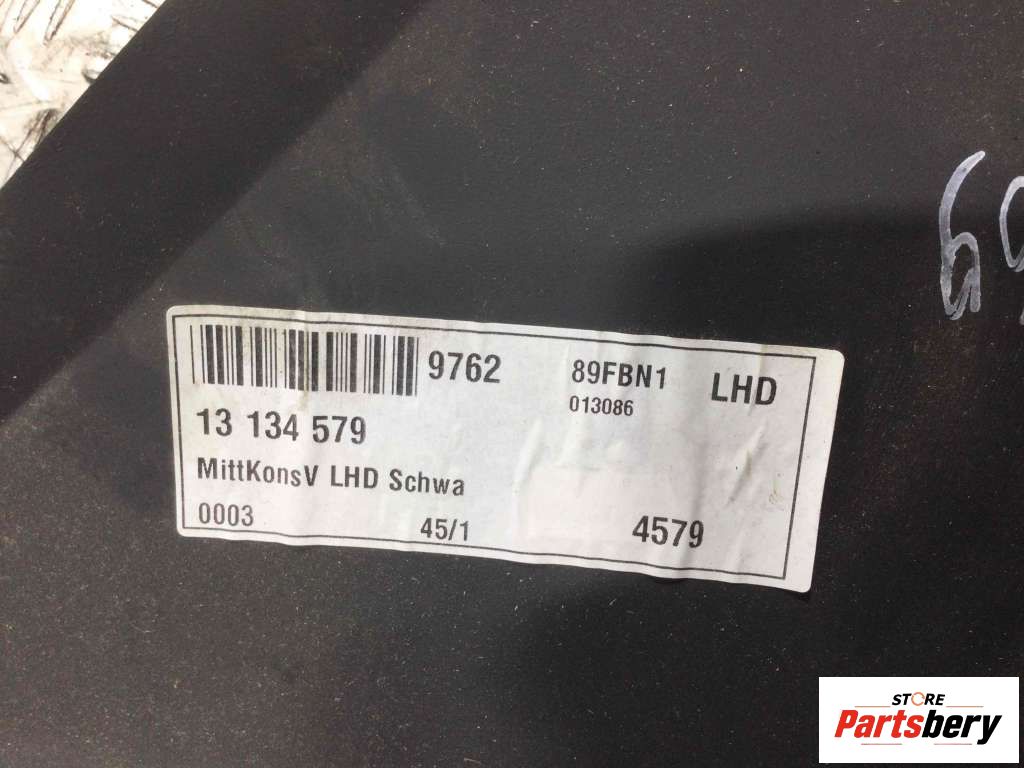 9762 89FBN1 LHD
013086
13 134 579
MittKonsV LHD Schwa
0003 45/1 4579
STORE
Partsbery